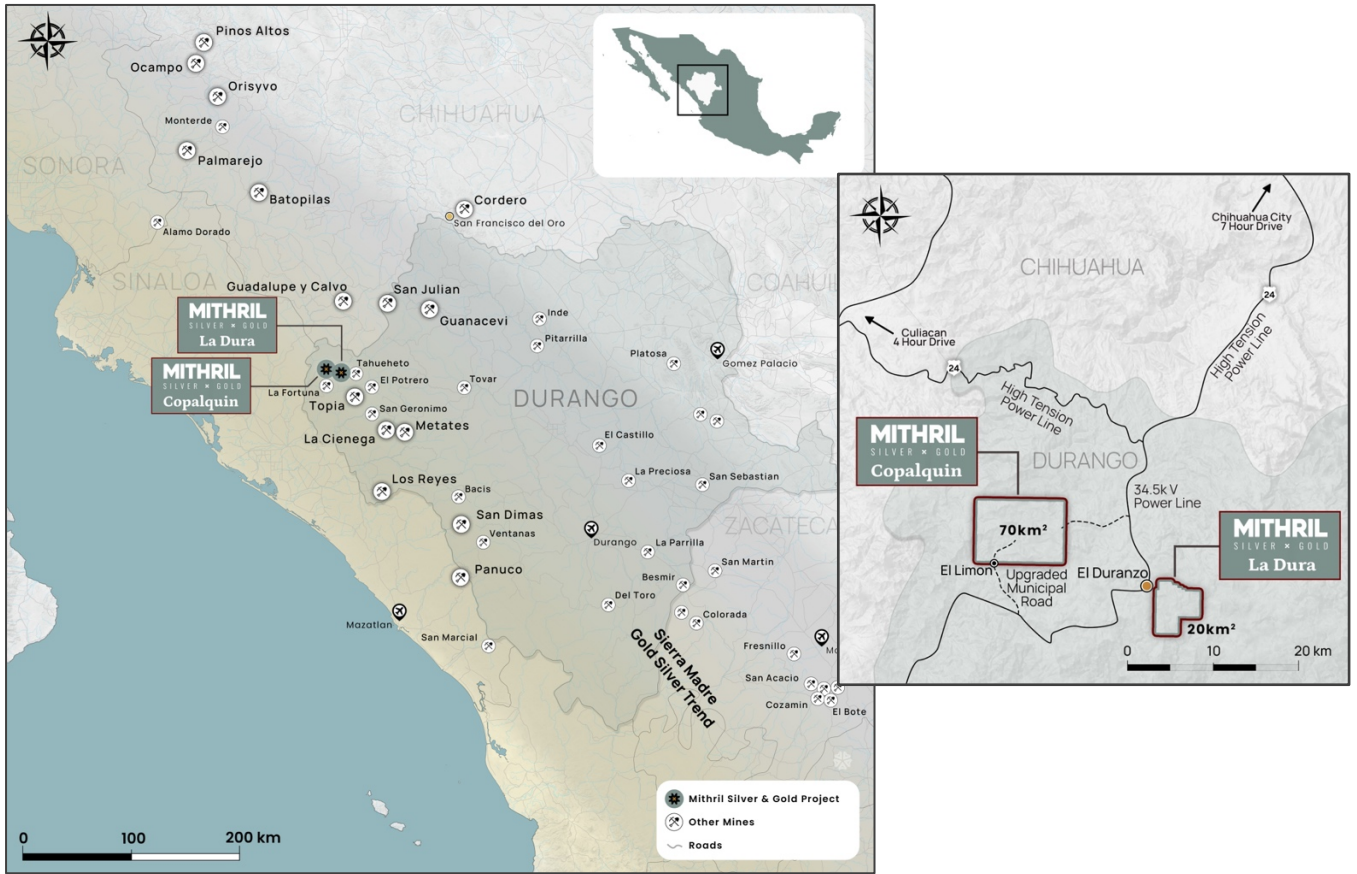 Pinos Altos
Ocampo
Orisyvo
Monterde
CHIHUAHUA
SONORA
Palmarejo
Batopilas
Cordero
San Francisco del Oro
Alamo Dorado
SINALOA
COAHUIL
Guadalupe y Calvo
San Julian
Guanacevi
MITHRIL
SILVER × GOLD
La Dura
Inde
Pitarrilla
Platosa
Gomez Palacio
MITHRIL
SILVER × GOLD
Copalquin
Tahueheto
La Fortuna
El Potrero
Tovar
Topia
DURANGO
San Geronimo
La Cienega
Metates
El Castillo
Los Reyes
Bacis
La Preciosa
San Sebastian
San Dimas
Ventanas
Durango
La Parrilla
ZACATECA
San Martin
Panuco
Besmir
Del Toro
Colorada
Mazatlan
San Marcial
Sierra Madre
Gold Silver Trend
Fresnillo
San Acacio
Cozamin
El Bote
Mithril Silver & Gold Project
Other Mines
Roads
0 100 200 km
Chihuahua City
7 Hour Drive
CHIHUAHUA
24
Culiacan
4 Hour Drive
24
High Tension
Power Line
High Tension
Power Line
MITHRIL
SILVER × GOLD
Copalquin
DURANGO
34.5k V
Power Line
70km²
MITHRIL
SILVER × GOLD
La Dura
El Limon
Upgraded
Municipal
Road
El Duranzo
20km²
0 10 20 km